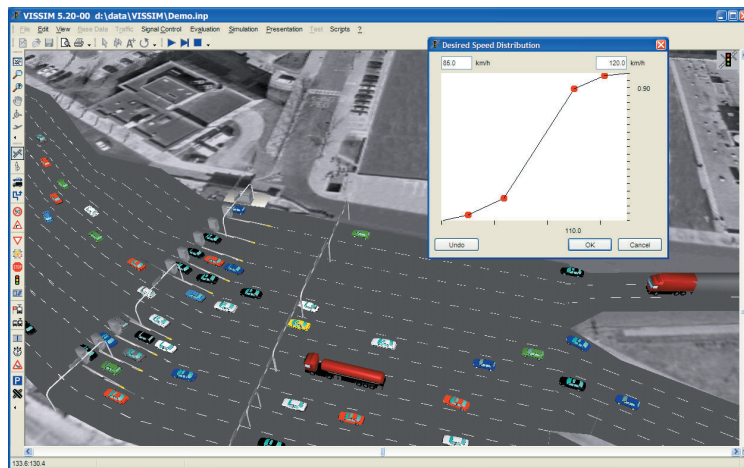 VISSIM 5.20-00 d:\data\VISSIM\Demo.inp
File Edit View Base Data Traffic Signal Control Evaluation Simulation Presentation Test Scripts ?
Desired Speed Distribution
85.0 km/h 120.0 km/h
0.90
110.0
Undo OK Cancel
133.6:130.4